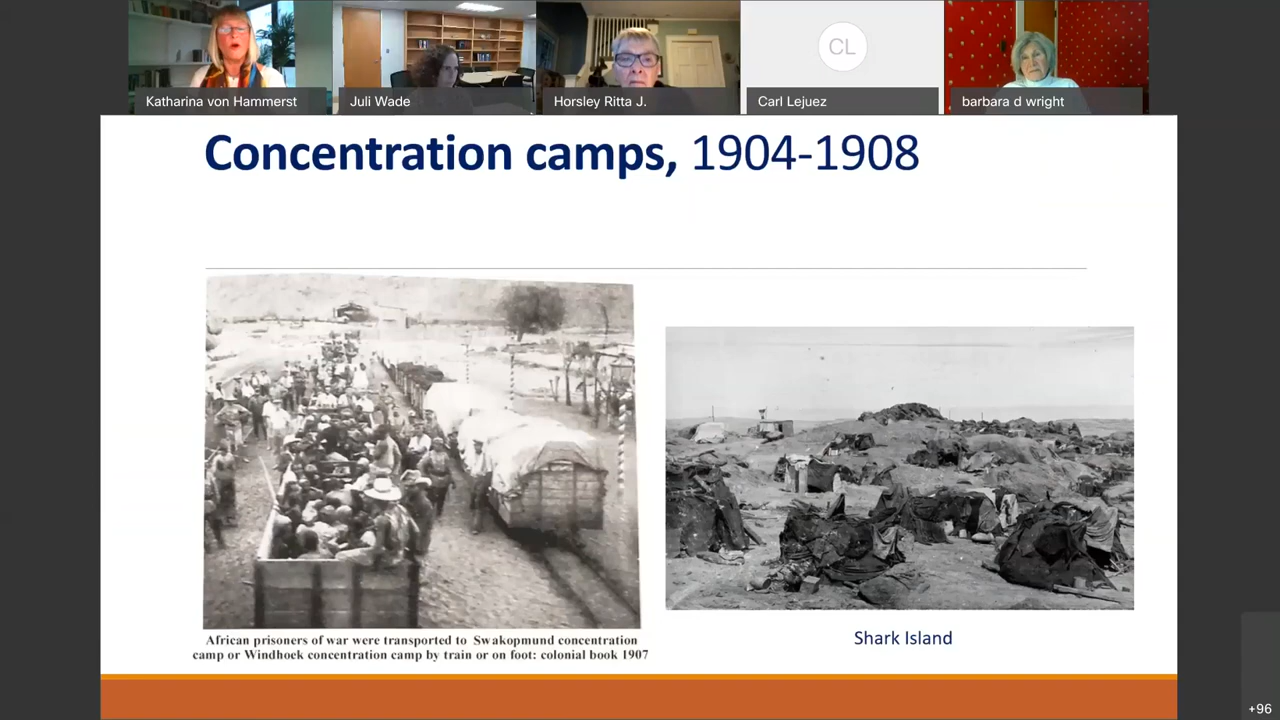 Katharina von Hammerst
Juli Wade
Horsley Ritta J.
CL
Carl Lejuez
barbara d wright
Concentration camps, 1904-1908
African prisoners of war were transported to Swakopmund concentration
camp or Windhoek concentration camp by train or on foot: colonial book 1907
Shark Island
+96